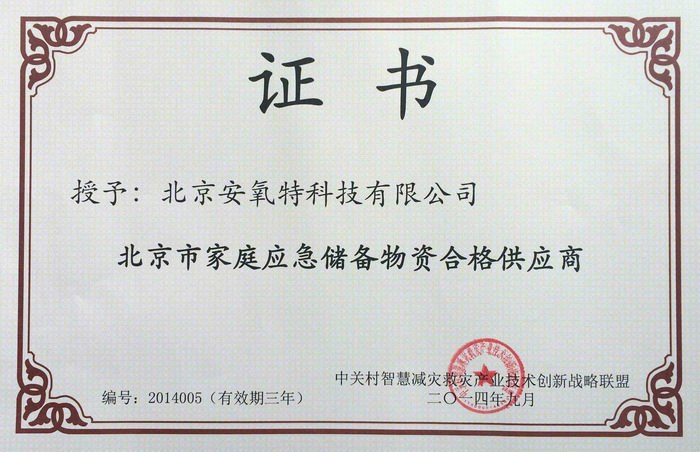 证书
授予：北京安氧特科技有限公司
北京市家庭应急储备物资合格供应商
中关村智慧减灾救灾产业技术创新战略联盟
编号：2014005（有效期三年）
二〇一四年九月